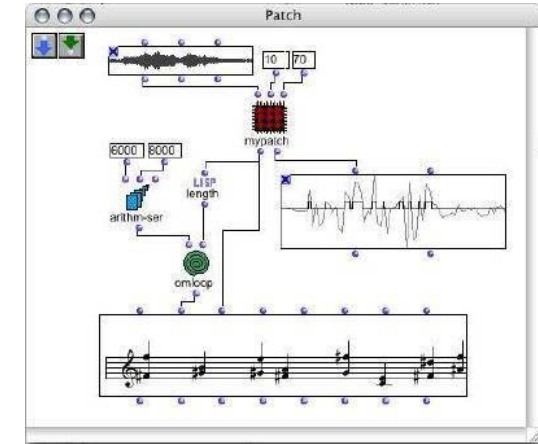 Patch
10 70
mypatch
6000 8000
LISP
length
arithm-ser
omloop